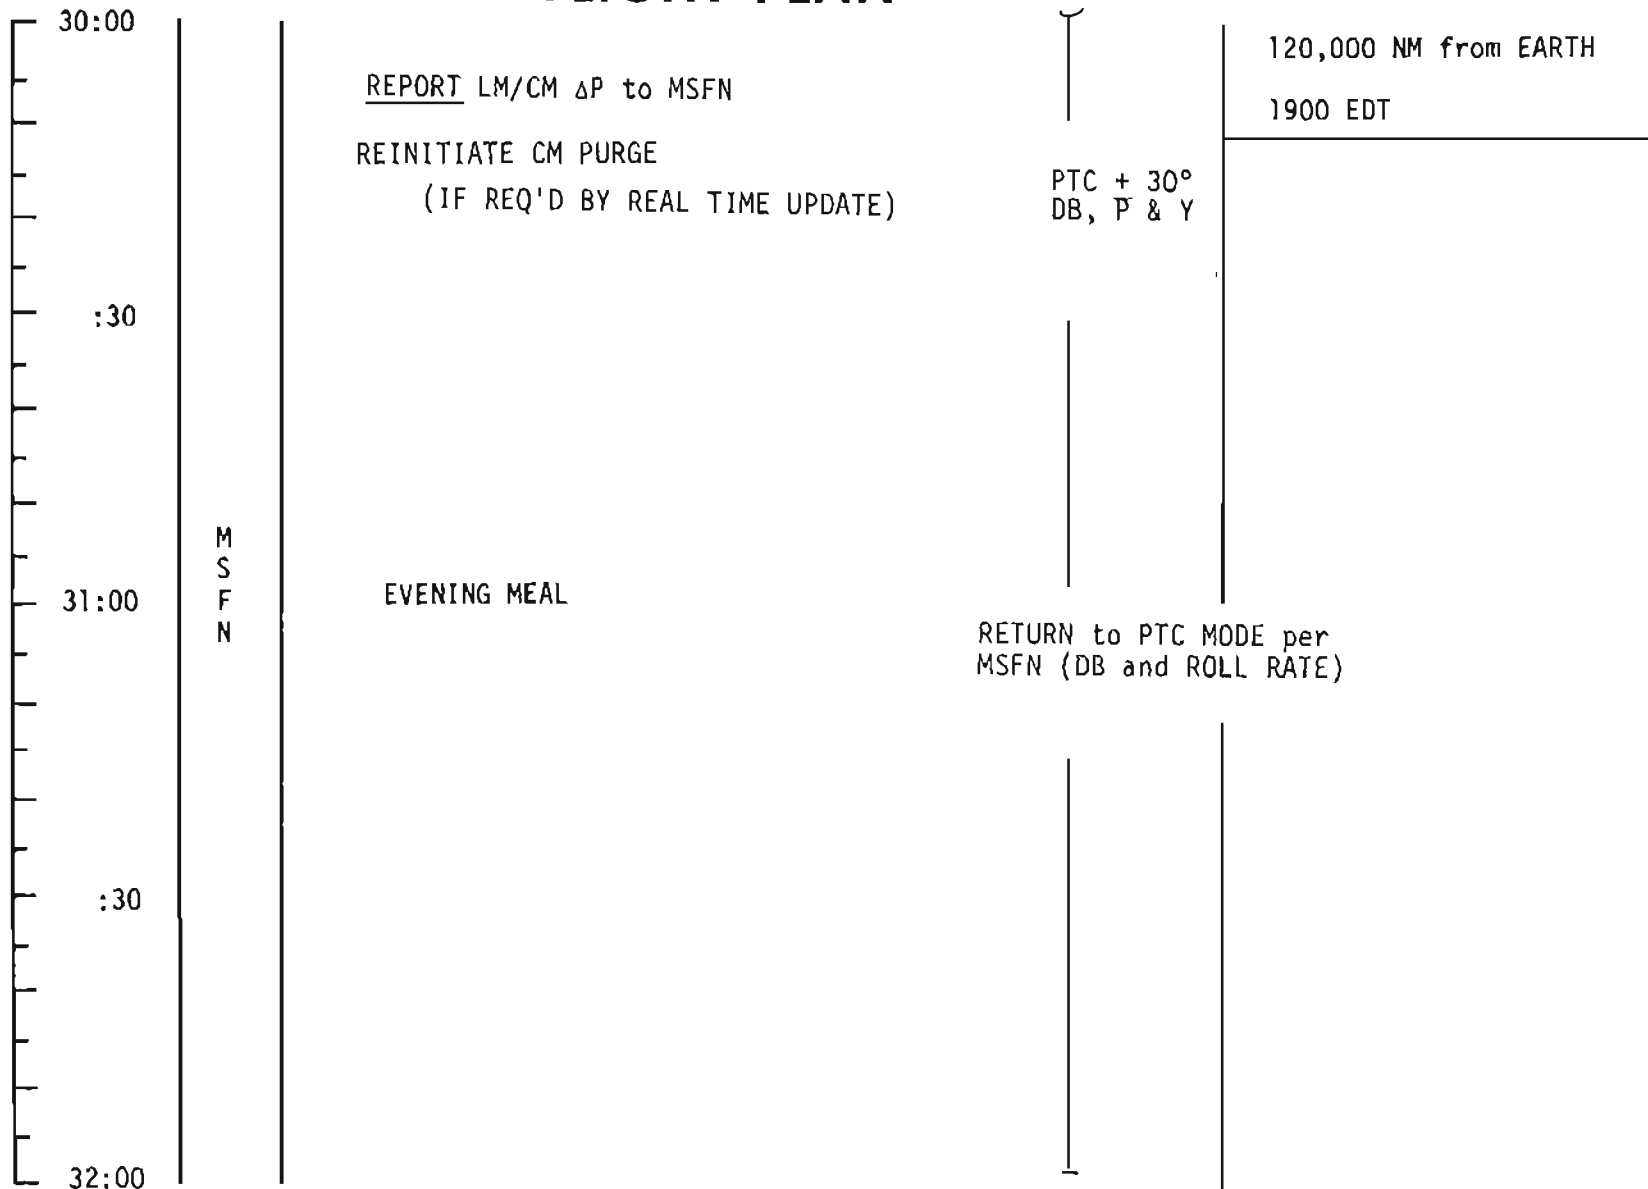 FLIGHT PLAN
30:00
120,000 NM from EARTH
REPORT LM/CM ΔP to MSFN
1900 EDT
REINITIATE CM PURGE
(IF REQ'D BY REAL TIME UPDATE)
PTC + 30°
DB, P & Y
:30
M
S
F
N
31:00
EVENING MEAL
RETURN to PTC MODE per
MSFN (DB and ROLL RATE)
:30
32:00